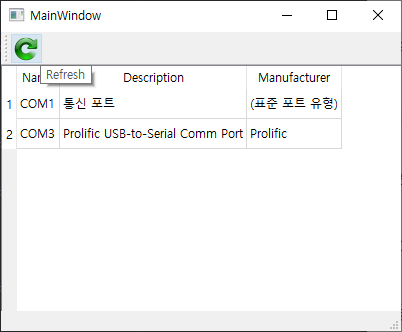 MainWindow
Refresh
Description Manufacturer
1 COM1 통신 포트 (표준 포트 유형)
2 COM3 Prolific USB-to-Serial Comm Port Prolific